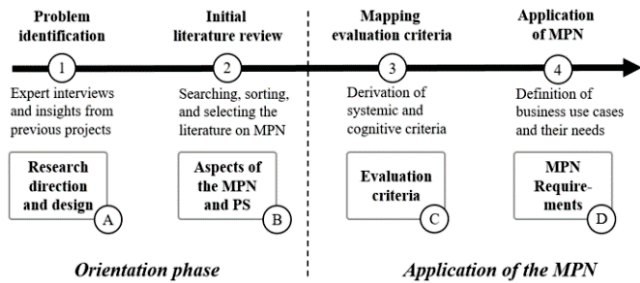 Problem
identification
Initial
literature review
Mapping
evaluation criteria
Application
of MPN
1
2
3
4
Expert interviews
and insights from
previous projects
Searching, sorting,
and selecting the
literature on MPN
Derivation of
systemic and
cognitive criteria
Definition of
business use cases
and their needs
Research
direction
and design
A
Aspects of
the MPN
and PS
B
Evaluation
criteria
C
MPN
Require-
ments
D
Orientation phase
Application of the MPN